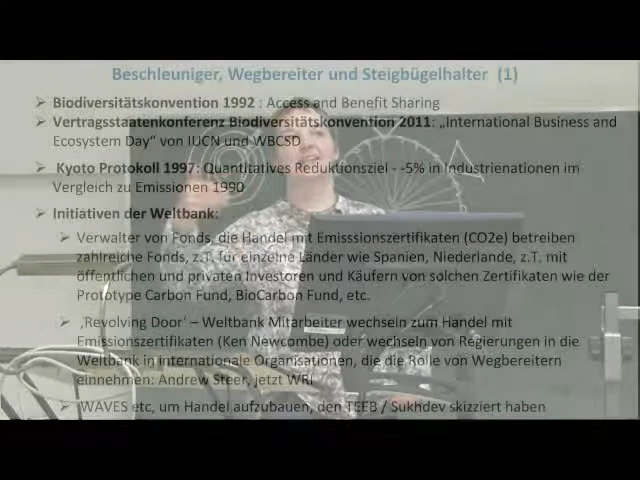 Beschleuniger, Wegbereiter und Steigbügelhalter (1)
➢ Biodiversitätskonvention 1992 : Access and Benefit Sharing
➢ Vertragsstaatenkonferenz Biodiversitätskonvention 2011: „International Business and
Ecosystem Day“ von IUCN und WBCSD
➢ Kyoto Protokoll 1997: Quantitatives Reduktionsziel - -5% in Industrienationen im
Vergleich zu Emissionen 1990
➢ Initiativen der Weltbank:
➢ Verwalter von Fonds, die Handel mit Emisssionszertifikaten (CO2e) betreiben
zahlreiche Fonds, z.T. für einzelne Länder wie Spanien, Niederlande, z.T. mit
öffentlichen und privaten Investoren und Käufern von solchen Zertifikaten wie der
Prototype Carbon Fund, BioCarbon Fund, etc.
➢ ‚Revolving Door‘ – Weltbank Mitarbeiter wechseln zum Handel mit
Emissionszertifikaten (Ken Newcombe) oder wechseln von Regierungen in die
Weltbank in internationale Organisationen, die die Rolle von Wegbereitern
einnehmen: Andrew Steer, jetzt WRI
➢ WAVES etc, um Handel aufzubauen, den TEEB / Sukhdev skizziert haben